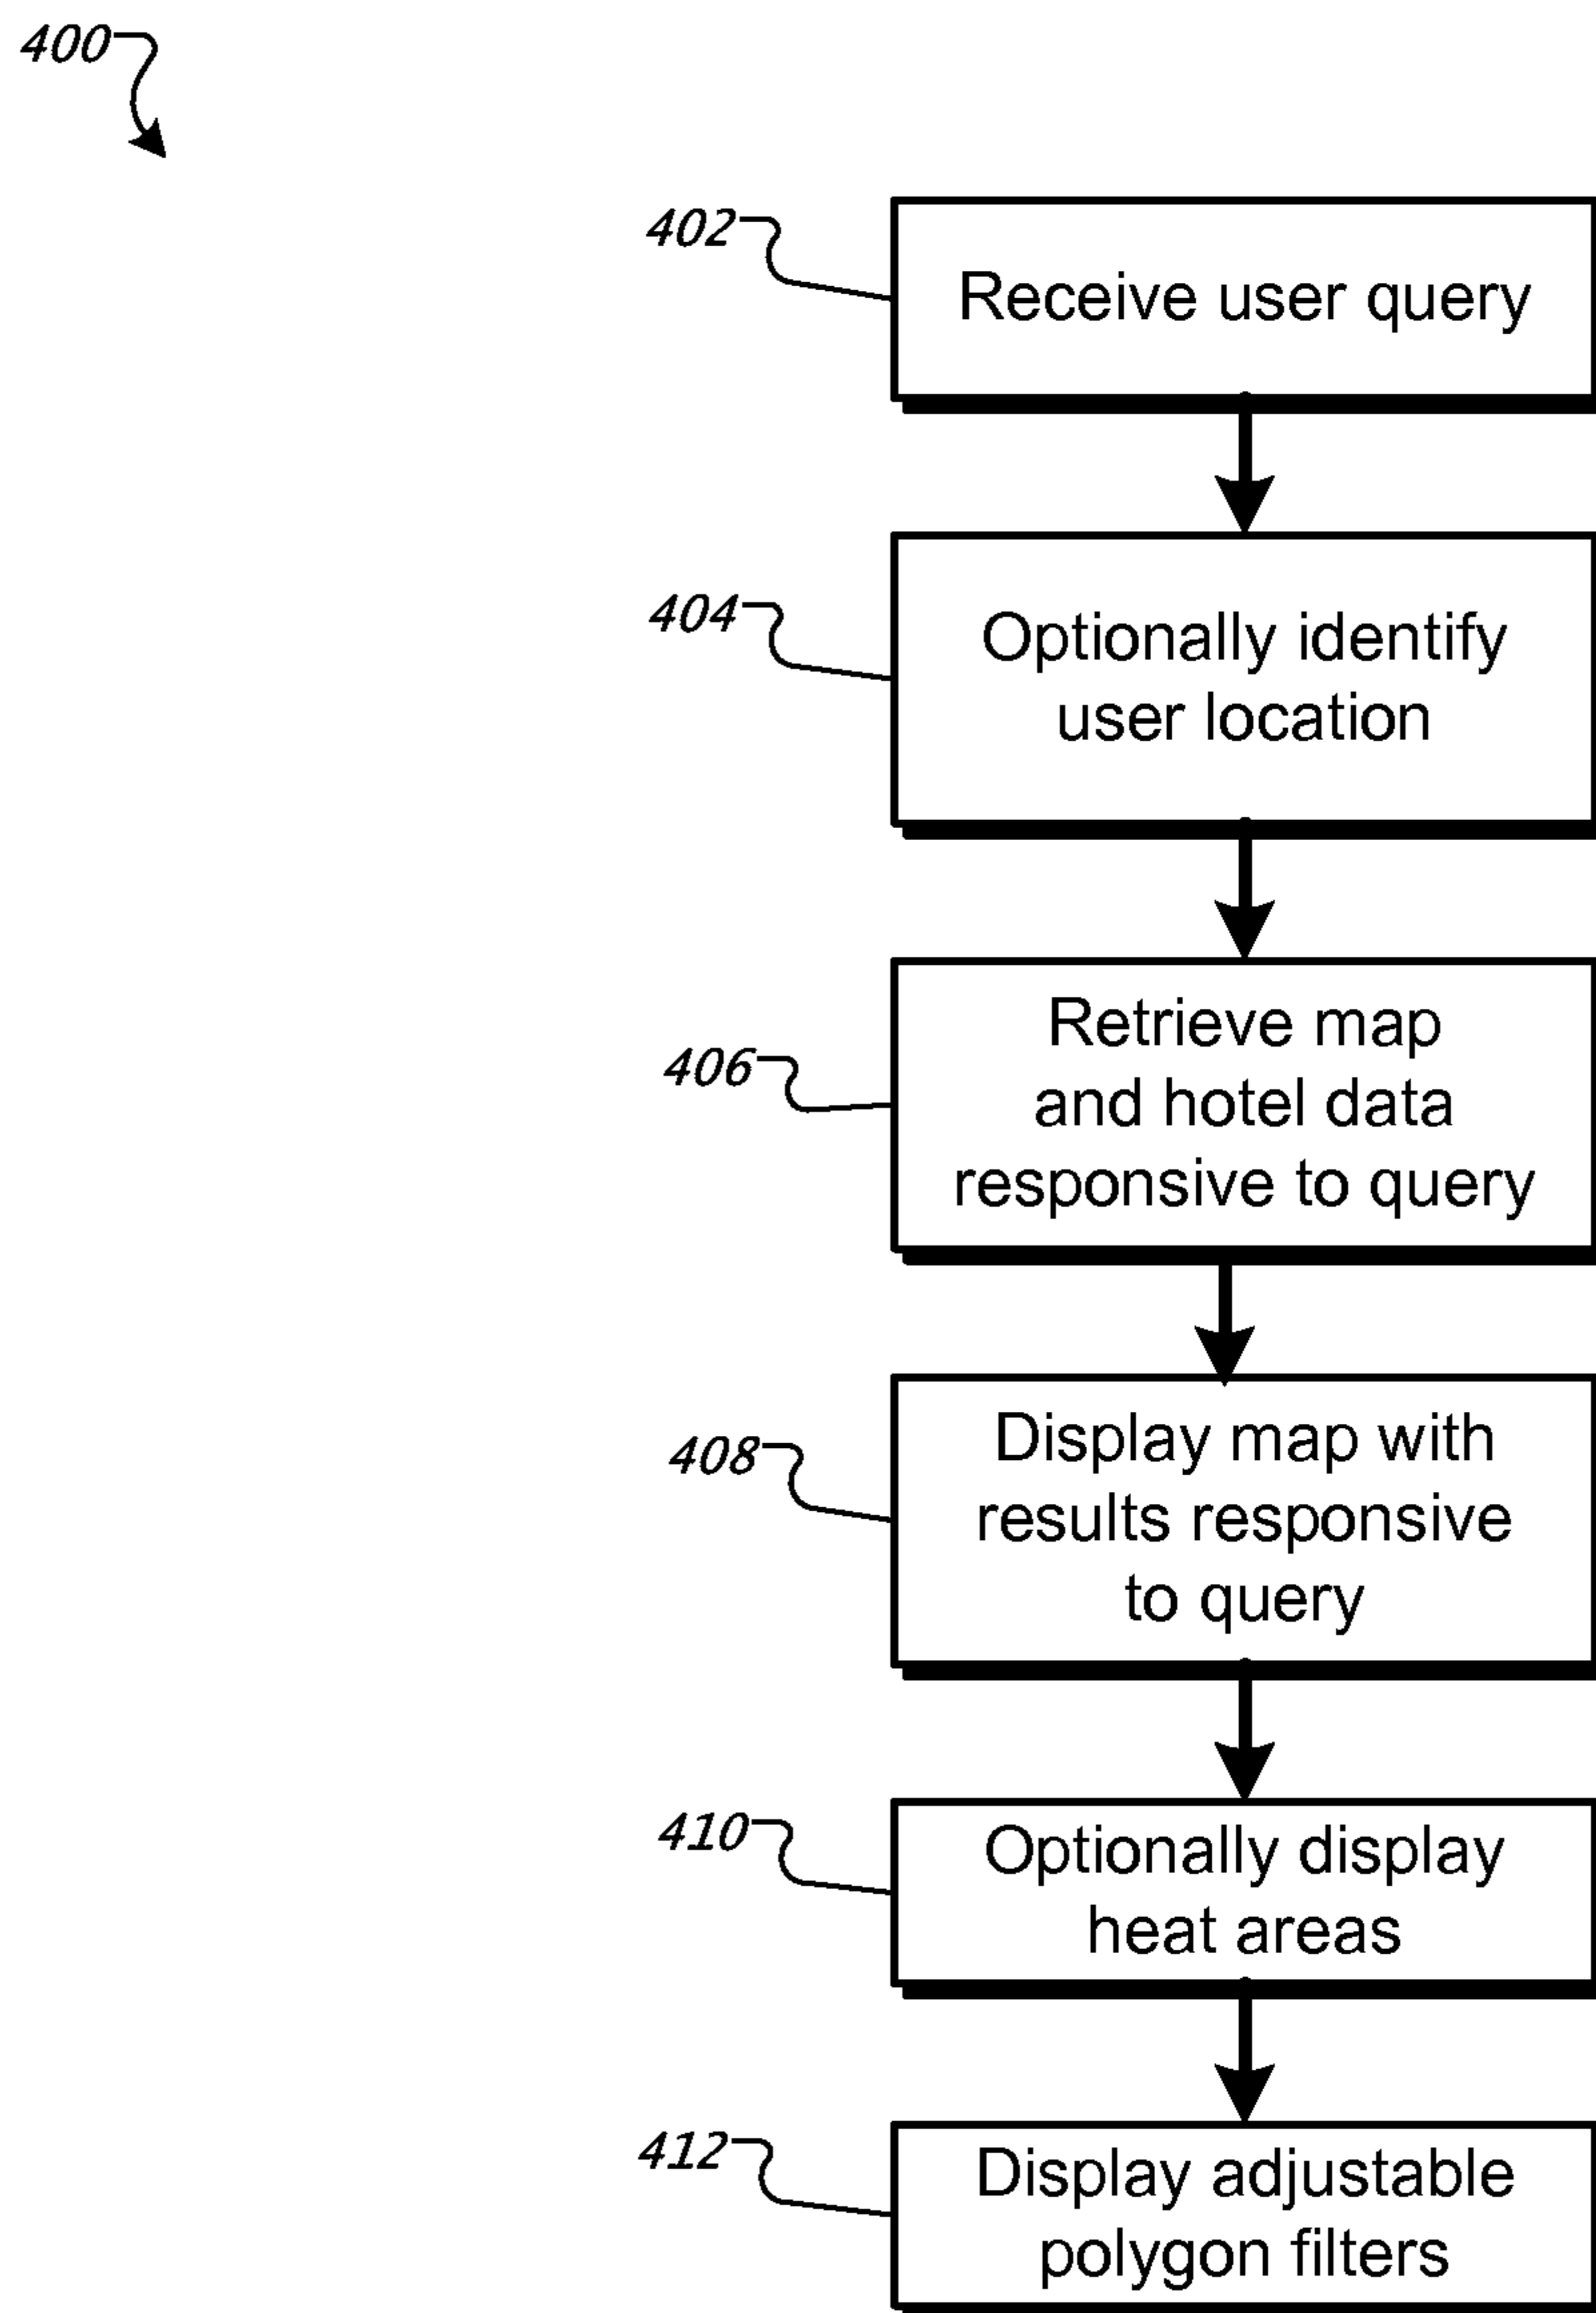 400
402
Receive user query
404
Optionally identify
user location
406
Retrieve map
and hotel data
responsive to query
408
Display map with
results responsive
to query
410
Optionally display
heat areas
412
Display adjustable
polygon filters